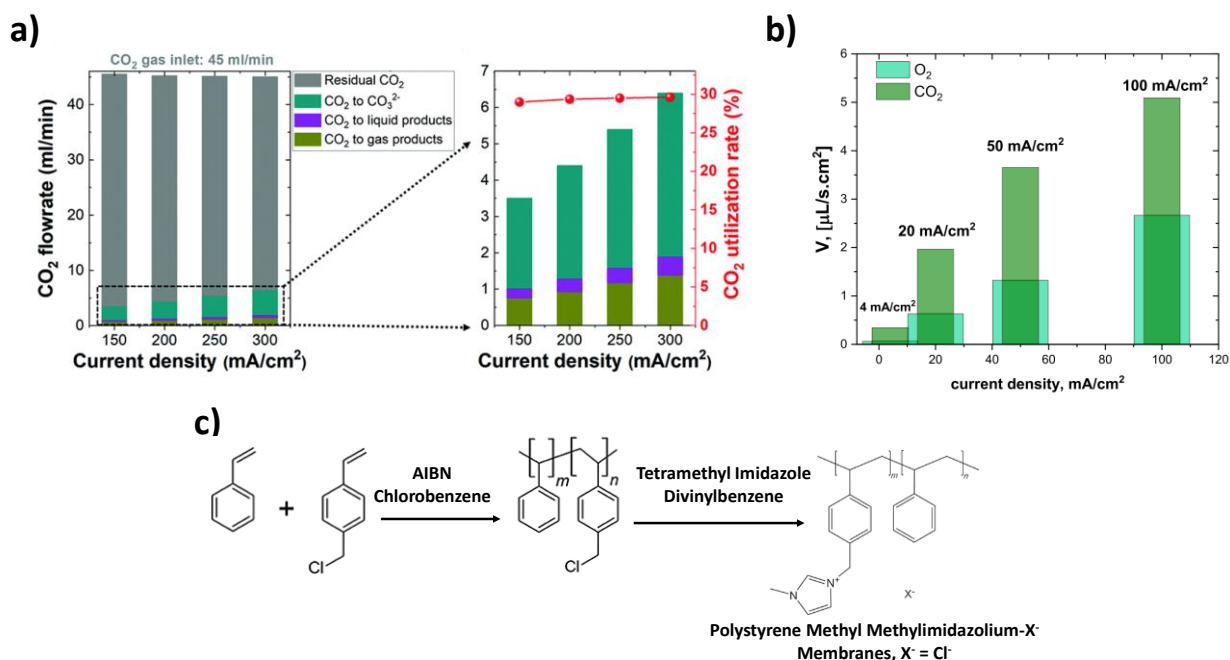 a)
CO2 gas inlet: 45 ml/min
Residual CO2
CO2 to CO3^2-
CO2 to liquid products
CO2 to gas products
CO2 flowrate (ml/min)
40
30
20
10
0
150 200 250 300
Current density (mA/cm²)
7
6
5
4
3
2
1
0
30
25
20
15
10
5
0
CO2 utilization rate (%)
150 200 250 300
Current density (mA/cm²)
b)
O2
CO2
V, [µL/s.cm²]
6
5
4
3
2
1
0
4 mA/cm²
20 mA/cm²
50 mA/cm²
100 mA/cm²
0 20 40 60 80 100 120
current density, mA/cm²
c)
+
Cl
AIBN
Chlorobenzene
m
n
Cl
Tetramethyl Imidazole
Divinylbenzene
m
n
N
N+
X-
Polystyrene Methyl Methylimidazolium-X-
Membranes, X- = Cl-